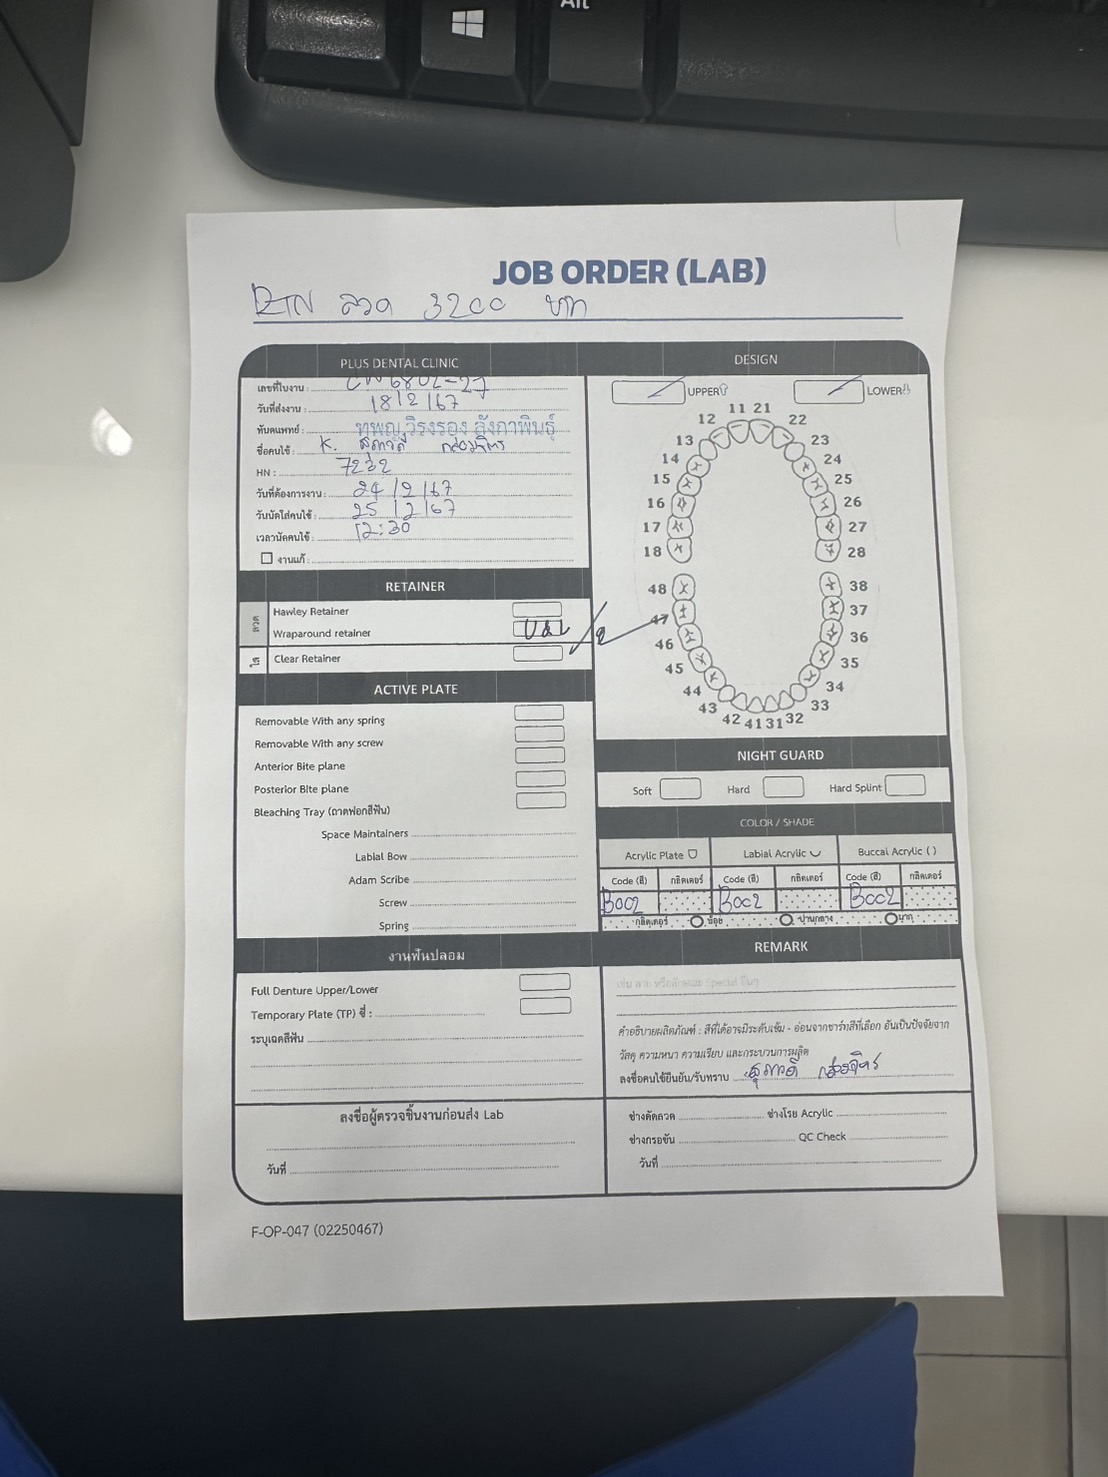 Alt
JOB ORDER (LAB)
RTN ลวด 3200 บาท
PLUS DENTAL CLINIC
เลขที่ใบงาน :
วันที่ส่งงาน : 18/2/67
ทันตแพทย์ : ทพญ.วิรงรอง ลังกาพินธุ์
ชื่อคนไข้ : K. สุภาวดี
HN : 7232
วันที่ต้องการงาน : 24/2/67
วันนัดใส่คนไข้ : 25/2/67
เวลานัดคนไข้ : 12:30
งานแก้ :
DESIGN
UPPER LOWER
11 21
12 22
13 23
14 24
15 25
16 26
17 27
18 28
48 38
47 37
46 36
45 35
44 34
43 33
42 41 31 32
RETAINER
ลวด
Hawley Retainer
Wraparound retainer U&L / 2
ใส
Clear Retainer
ACTIVE PLATE
Removable With any spring
Removable With any screw
Anterior Bite plane
Posterior Bite plane
Bleaching Tray (ถาดฟอกสีฟัน)
Space Maintainers
Labial Bow
Adam Scribe
Screw
Spring
NIGHT GUARD
Soft Hard Hard Splint
COLOR / SHADE
Acrylic Plate Labial Acrylic Buccal Acrylic ( )
Code (สี) กลิตเตอร์ Code (สี) กลิตเตอร์ Code (สี) กลิตเตอร์
B002 B002 B002
กลิตเตอร์ น้อย ปานกลาง มาก
งานฟันปลอม
Full Denture Upper/Lower
Temporary Plate (TP) ซี่ :
ระบุเฉดสีฟัน
REMARK
เช่น ลาย หรือลักษณะ Special อื่นๆ
คำอธิบายผลิตภัณฑ์ : สีที่ได้อาจมีระดับเข้ม - อ่อนจากชาร์ทสีที่เลือก อันเป็นปัจจัยจาก
วัสดุ ความหนา ความเรียบ และกระบวนการผลิต
ลงชื่อคนไข้ยืนยัน/รับทราบ สุภาวดี
ลงชื่อผู้ตรวจชิ้นงานก่อนส่ง Lab
วันที่
ช่างดัดลวด ช่างโรย Acrylic
ช่างกรอขัน QC Check
วันที่
F-OP-047 (02250467)